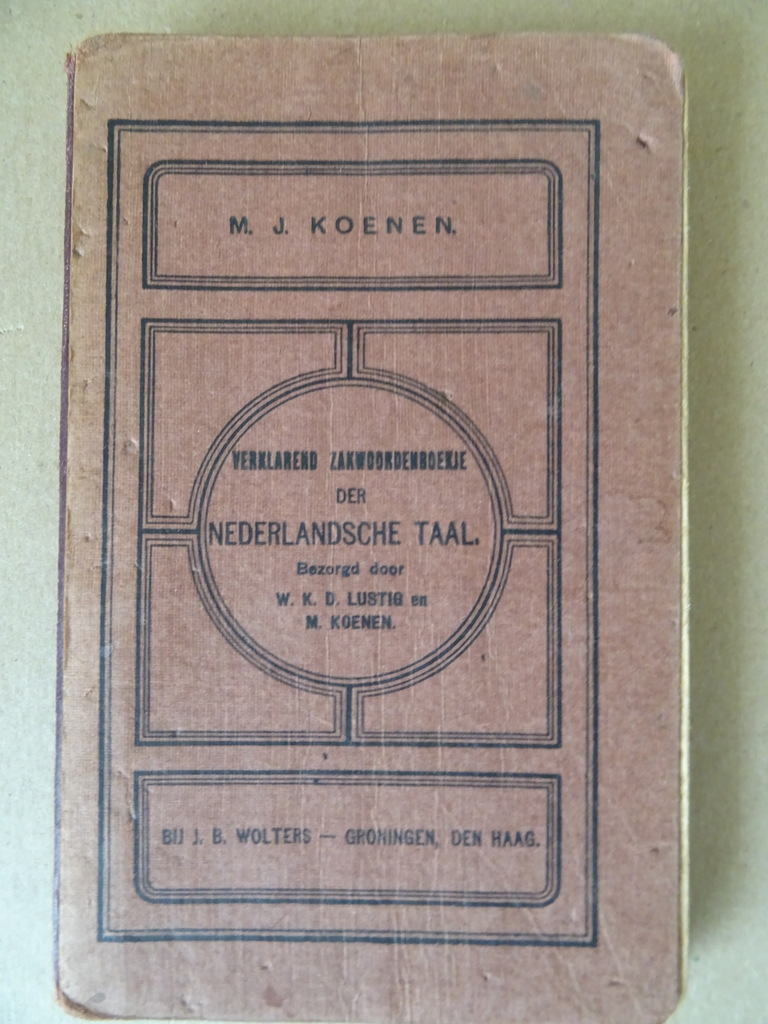 M. J. KOENEN.
VERKLAREND ZAKWOORDENBOEKJE
DER
NEDERLANDSCHE TAAL.
Bezorgd door
W. K. D. LUSTIG en
M. KOENEN.
BIJ J. B. WOLTERS — GRONINGEN, DEN HAAG.